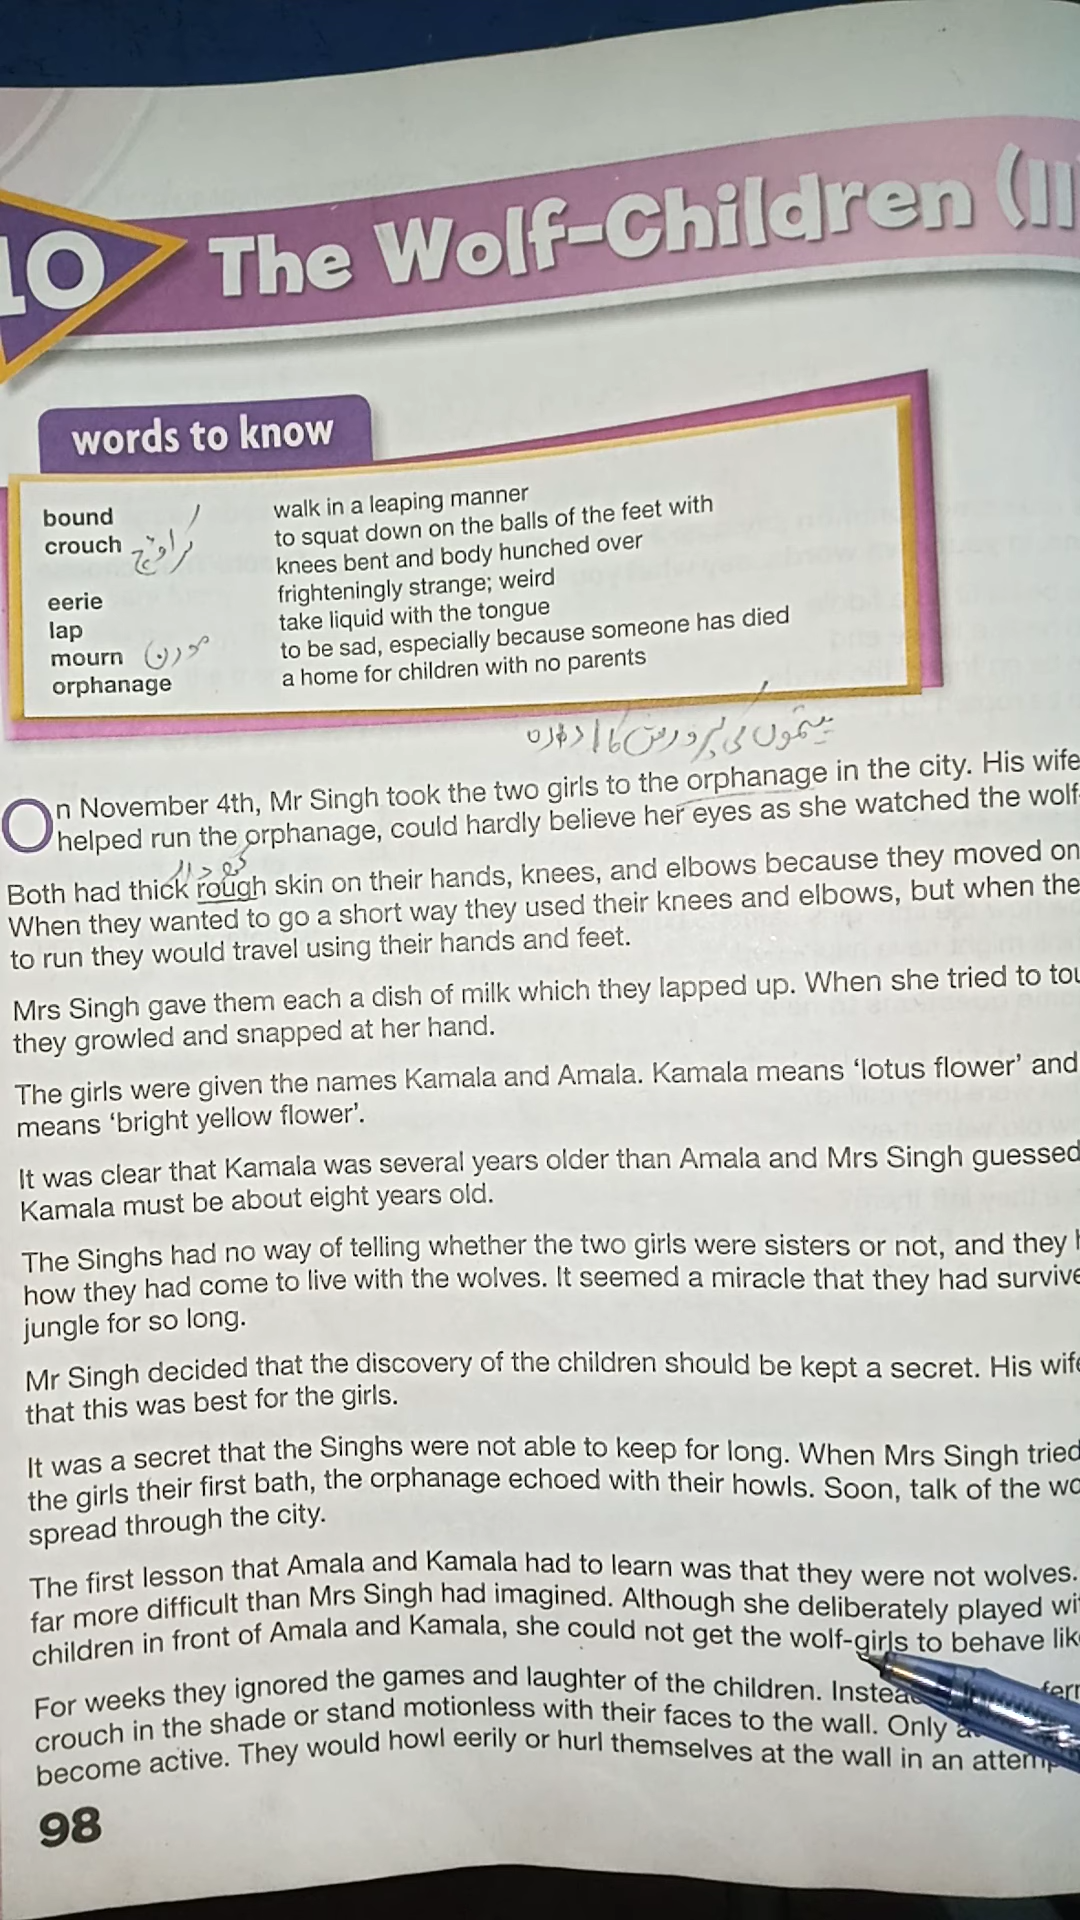 10 The Wolf-Children (II
words to know
bound walk in a leaping manner
crouch کراؤچ to squat down on the balls of the feet with
knees bent and body hunched over
eerie frighteningly strange; weird
lap take liquid with the tongue
mourn مورن to be sad, especially because someone has died
orphanage a home for children with no parents
یتیموں کی پرورش کا ادارہ
On November 4th, Mr Singh took the two girls to the orphanage in the city. His wife
helped run the orphanage, could hardly believe her eyes as she watched the wolf
Both had thick rough skin on their hands, knees, and elbows because they moved on
When they wanted to go a short way they used their knees and elbows, but when the
to run they would travel using their hands and feet.
Mrs Singh gave them each a dish of milk which they lapped up. When she tried to tou
they growled and snapped at her hand.
The girls were given the names Kamala and Amala. Kamala means ‘lotus flower’ and
means ‘bright yellow flower’.
It was clear that Kamala was several years older than Amala and Mrs Singh guessed
Kamala must be about eight years old.
The Singhs had no way of telling whether the two girls were sisters or not, and they
how they had come to live with the wolves. It seemed a miracle that they had survive
jungle for so long.
Mr Singh decided that the discovery of the children should be kept a secret. His wife
that this was best for the girls.
It was a secret that the Singhs were not able to keep for long. When Mrs Singh tried
the girls their first bath, the orphanage echoed with their howls. Soon, talk of the wo
spread through the city.
The first lesson that Amala and Kamala had to learn was that they were not wolves.
far more difficult than Mrs Singh had imagined. Although she deliberately played wit
children in front of Amala and Kamala, she could not get the wolf-girls to behave lik
For weeks they ignored the games and laughter of the children. Instea
crouch in the shade or stand motionless with their faces to the wall. Only
become active. They would howl eerily or hurl themselves at the wall in an attemp
98